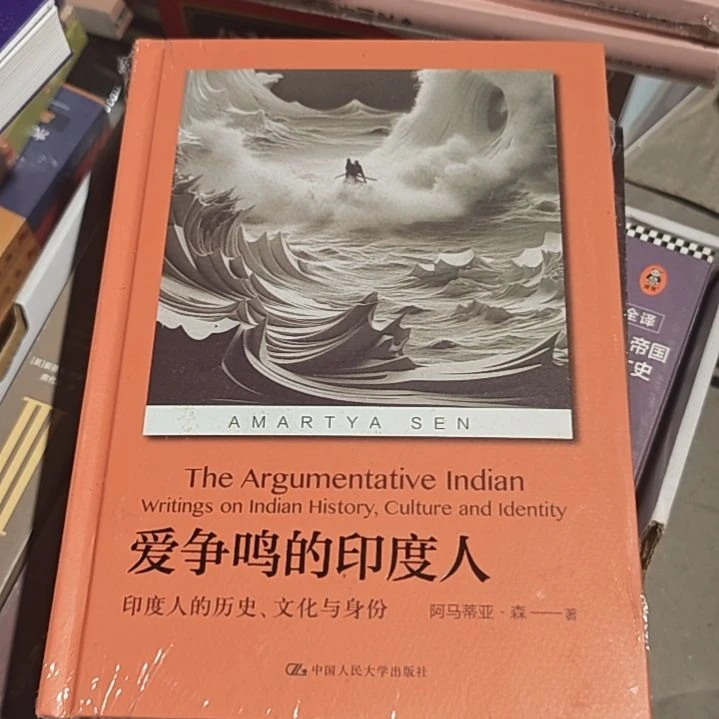 AMARTYA SEN
The Argumentative Indian
Writings on Indian History, Culture and Identity
爱争鸣的印度人
印度人的历史、文化与身份
阿马蒂亚·森——著
中国人民大学出版社
全译
帝国
史